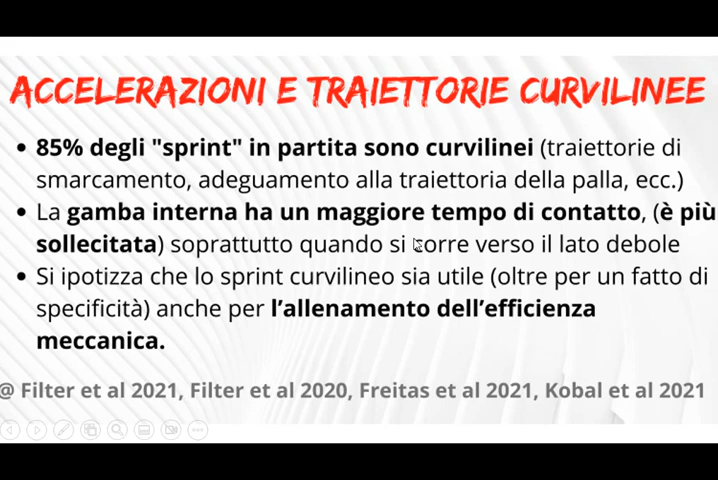 ACCELERAZIONI E TRAIETTORIE CURVILINEE
• 85% degli "sprint" in partita sono curvilinei (traiettorie di
smarcamento, adeguamento alla traiettoria della palla, ecc.)
• La gamba interna ha un maggiore tempo di contatto, (è più
sollecitata) soprattutto quando si corre verso il lato debole
• Si ipotizza che lo sprint curvilineo sia utile (oltre per un fatto di
specificità) anche per l'allenamento dell'efficienza
meccanica.
@ Filter et al 2021, Filter et al 2020, Freitas et al 2021, Kobal et al 2021